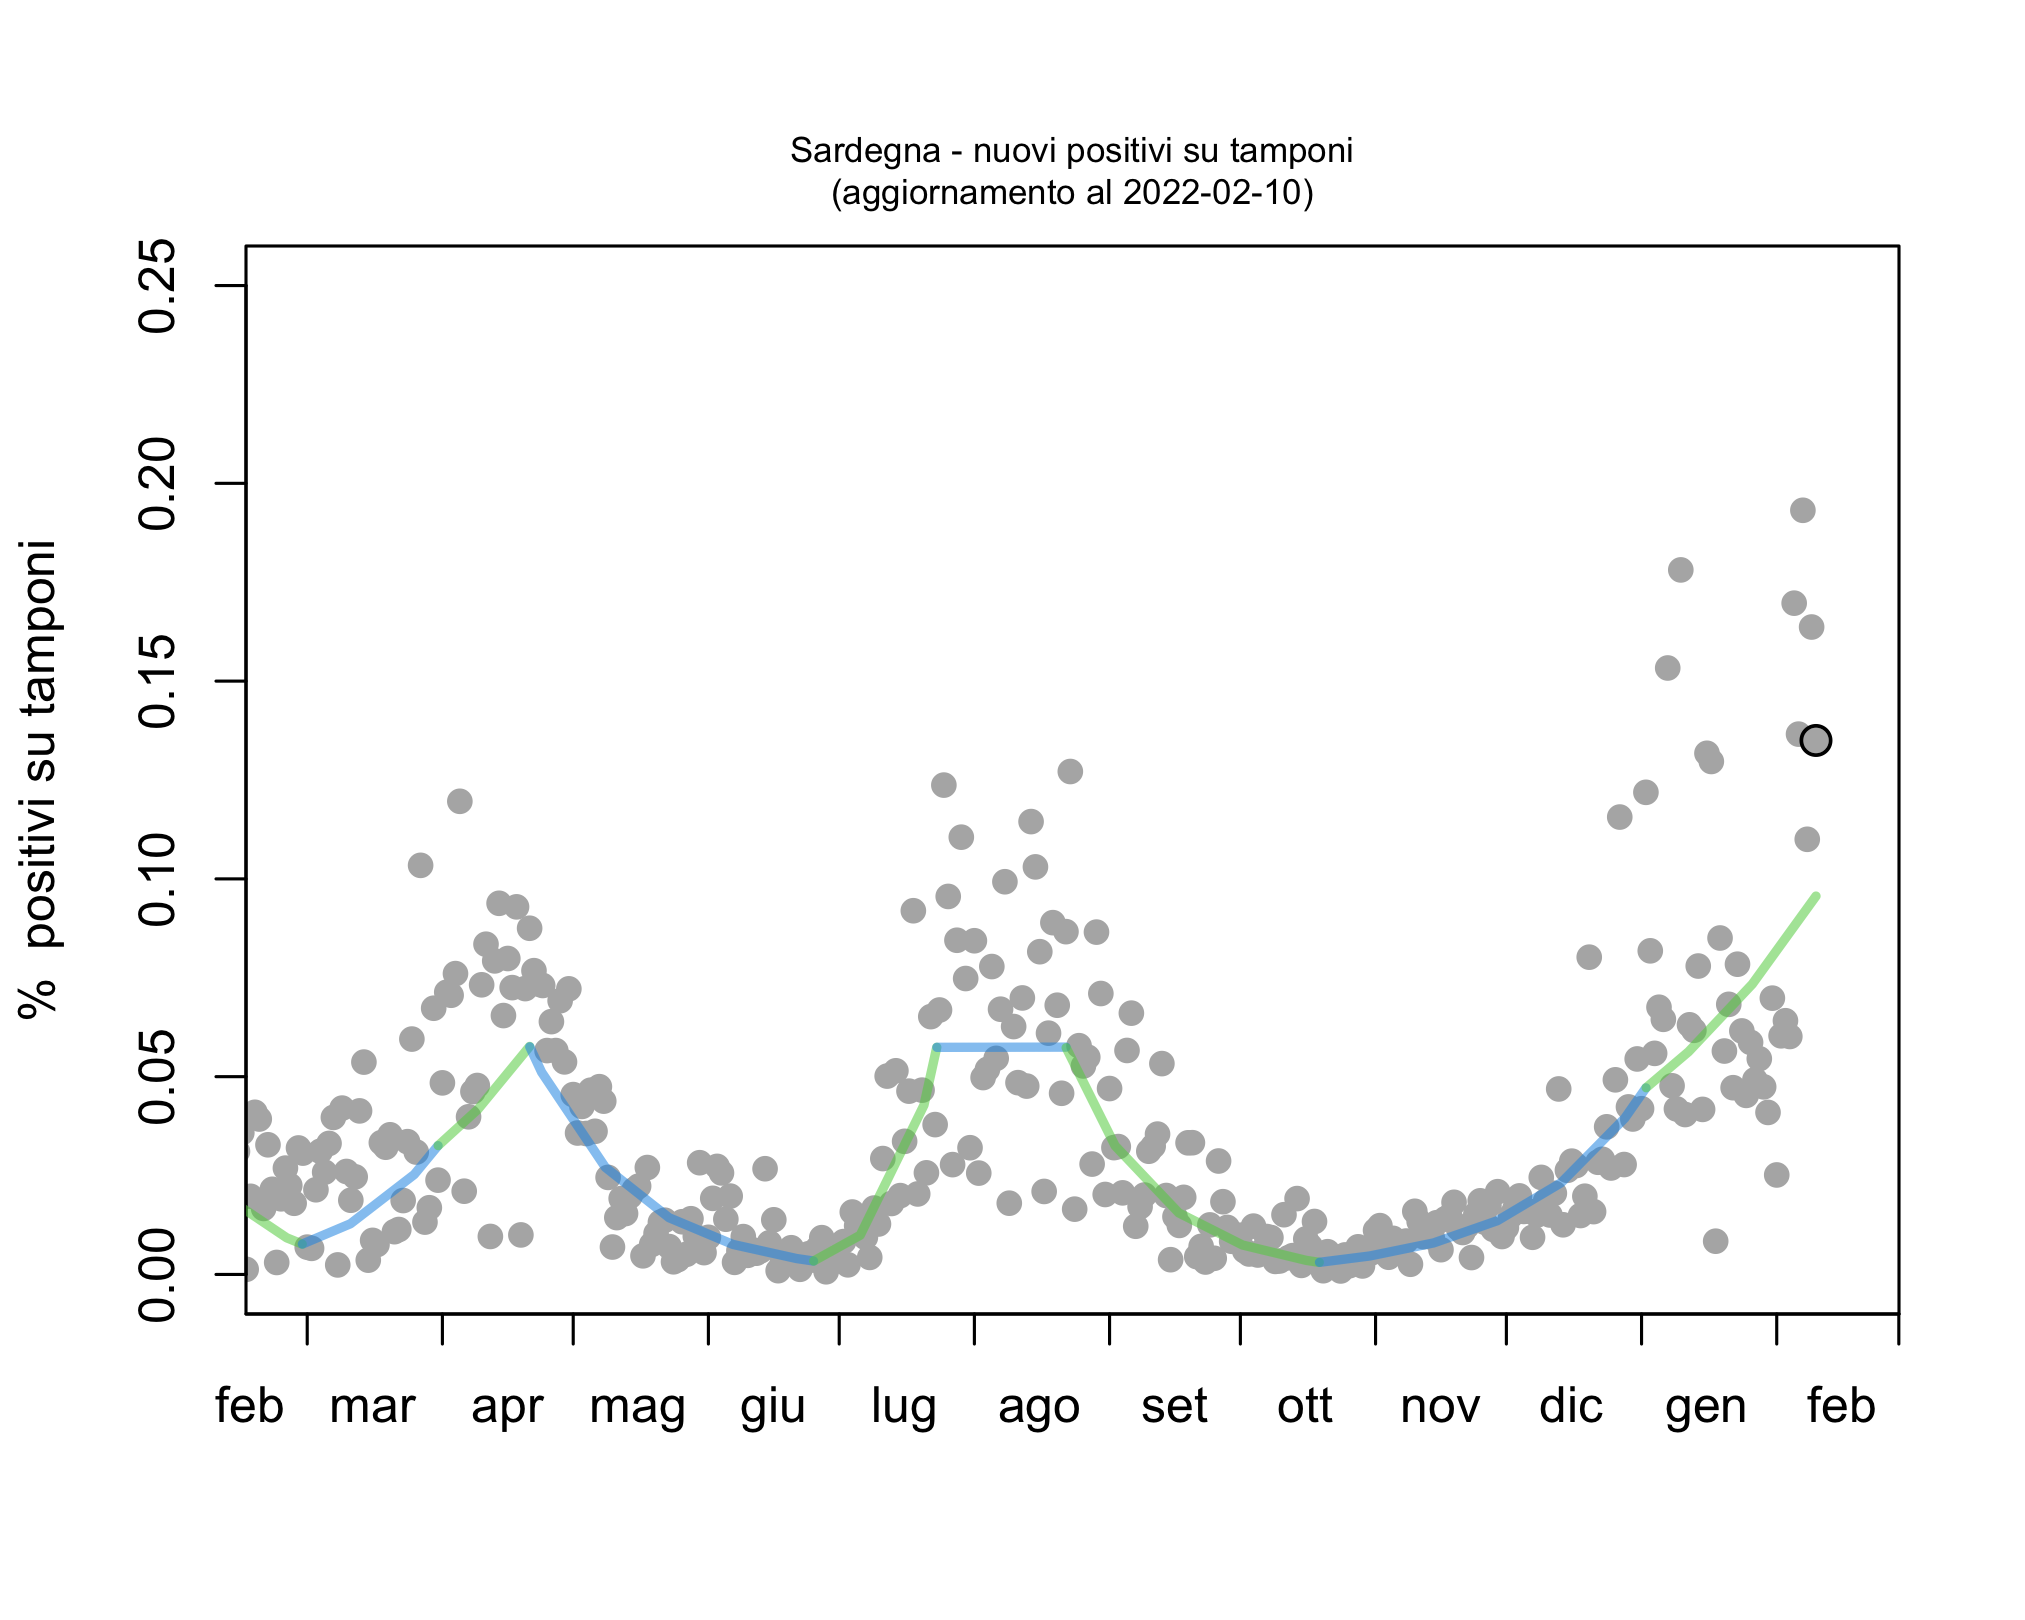 Sardegna - nuovi positivi su tamponi
(aggiornamento al 2022-02-10)
% positivi su tamponi
0.25
0.20
0.15
0.10
0.05
0.00
feb mar apr mag giu lug ago set ott nov dic gen feb